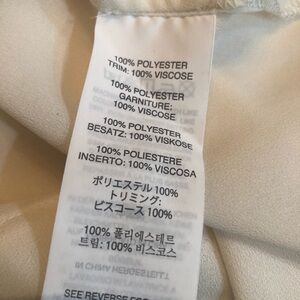 100% POLYESTER
TRIM: 100% VISCOSE
100% POLYESTER
GARNITURE:
100% VISCOSE
100% POLYESTER
BESATZ: 100% VISKOSE
100% POLIESTERE
INSERTO: 100% VISCOSA
ポリエステル 100%
トリミング:
ビスコース 100%
100% 폴리에스테르
트림: 100% 비스코스
SEE REVERSE FOR